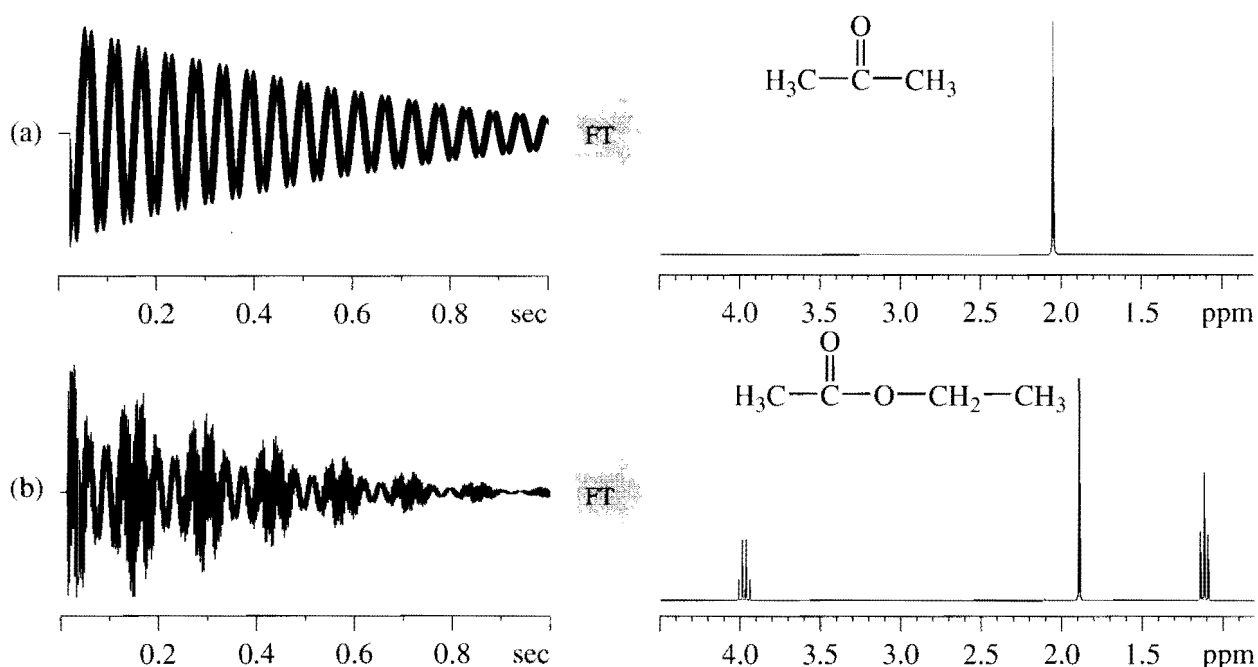 O
H₃C—C—CH₃
(a)
FT
0.2 0.4 0.6 0.8 sec
4.0 3.5 3.0 2.5 2.0 1.5 ppm
O
H₃C—C—O—CH₂—CH₃
(b)
FT
0.2 0.4 0.6 0.8 sec
4.0 3.5 3.0 2.5 2.0 1.5 ppm